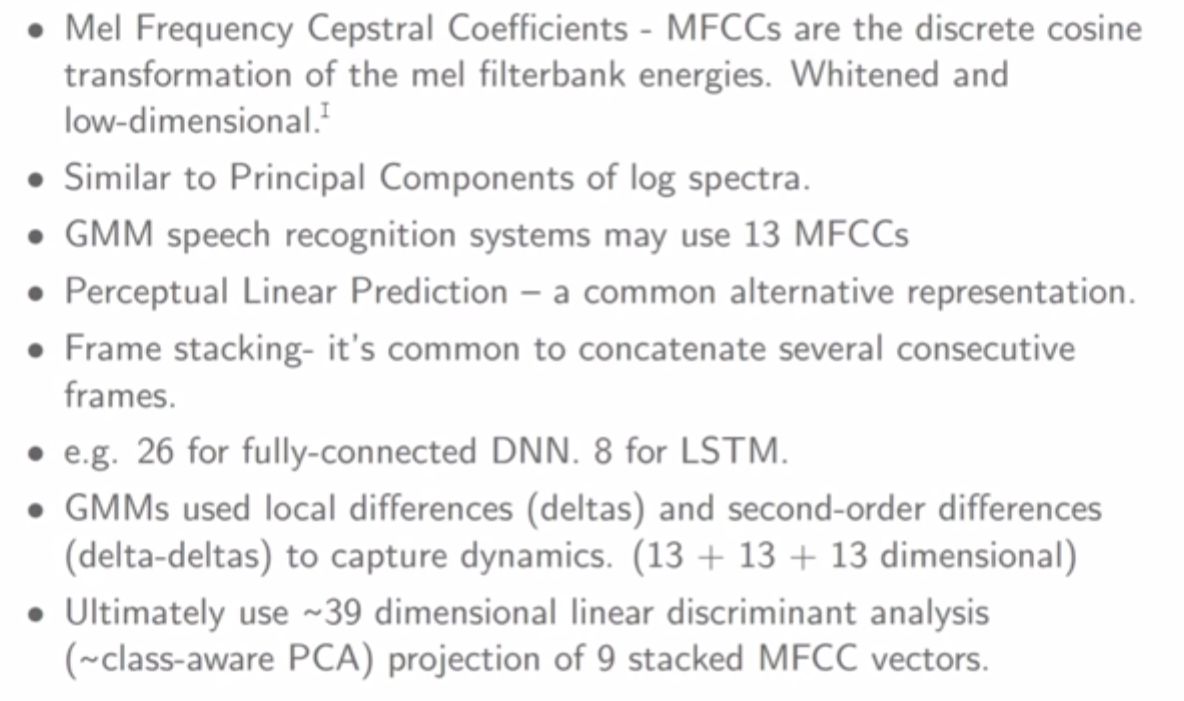 • Mel Frequency Cepstral Coefficients - MFCCs are the discrete cosine
transformation of the mel filterbank energies. Whitened and
low-dimensional.
• Similar to Principal Components of log spectra.
• GMM speech recognition systems may use 13 MFCCs
• Perceptual Linear Prediction – a common alternative representation.
• Frame stacking- it's common to concatenate several consecutive
frames.
• e.g. 26 for fully-connected DNN. 8 for LSTM.
• GMMs used local differences (deltas) and second-order differences
(delta-deltas) to capture dynamics. (13 + 13 + 13 dimensional)
• Ultimately use ~39 dimensional linear discriminant analysis
(~class-aware PCA) projection of 9 stacked MFCC vectors.